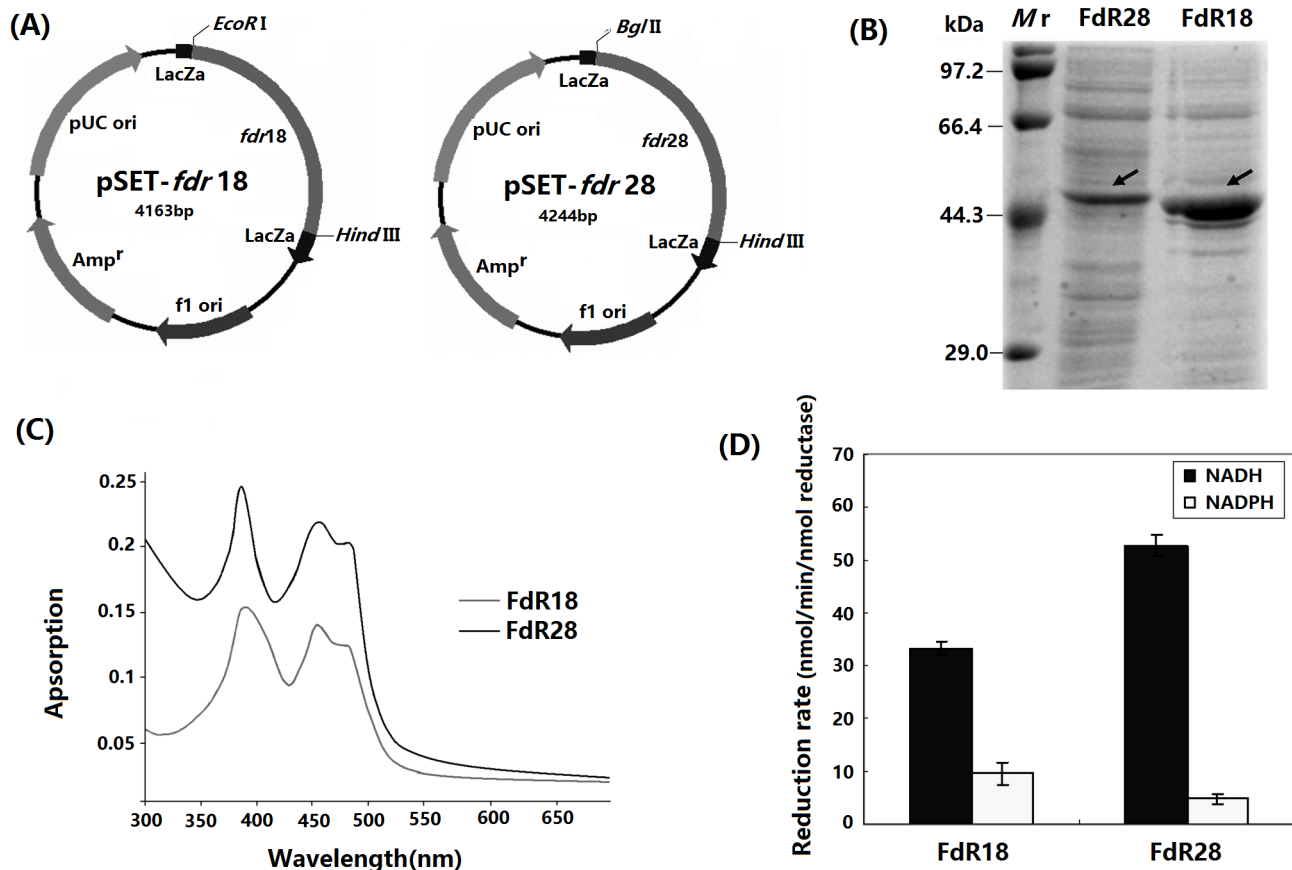 (A)
EcoR I
LacZa
pUC ori
fdr18
pSET-fdr 18
4163bp
LacZa
Hind III
Amp^r
f1 ori
Bgl II
LacZa
pUC ori
fdr28
pSET-fdr 28
4244bp
LacZa
Hind III
Amp^r
f1 ori
(B)
kDa
M r
FdR28
FdR18
97.2
66.4
44.3
29.0
(C)
0.25
0.2
0.15
0.1
0.05
Apsorption
FdR18
FdR28
300 350 400 450 500 550 600 650
Wavelength(nm)
(D)
Reduction rate (nmol/min/nmol reductase)
70
60
50
40
30
20
10
0
NADH
NADPH
FdR18 FdR28